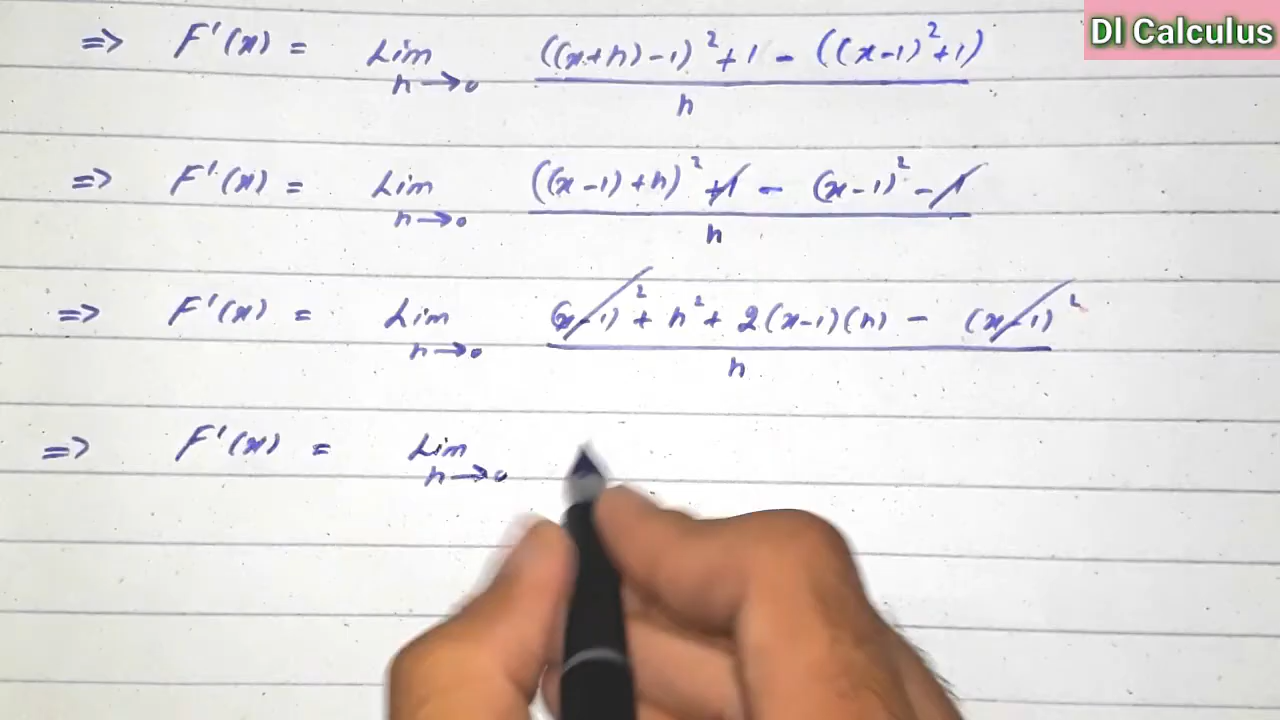 DI Calculus
=> F'(x) = Lim h→0 ((x+h)-1)²+1 - ((x-1)²+1) / h
=> F'(x) = Lim h→0 ((x-1)+h)² +1 - (x-1)² -1 / h
=> F'(x) = Lim h→0 (x-1)² + h² + 2(x-1)(h) - (x-1)² / h
=> F'(x) = Lim h→0